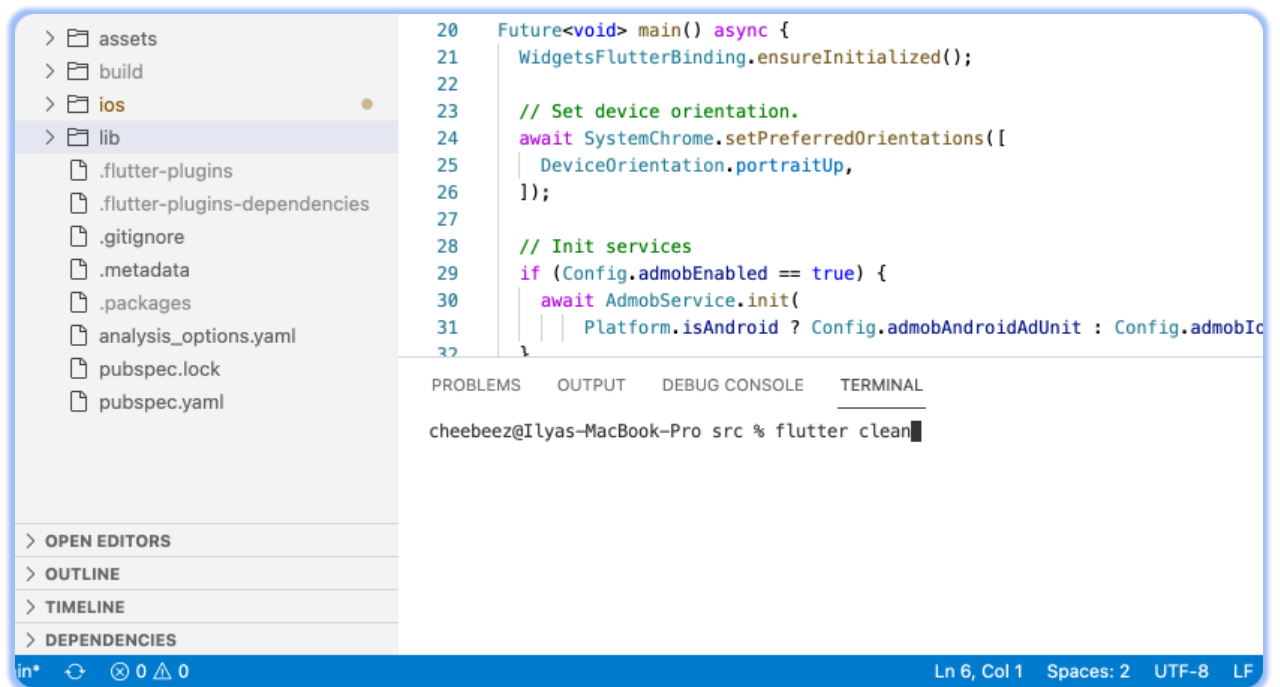 assets
build
ios
lib
.flutter-plugins
.flutter-plugins-dependencies
.gitignore
.metadata
.packages
analysis_options.yaml
pubspec.lock
pubspec.yaml
OPEN EDITORS
OUTLINE
TIMELINE
DEPENDENCIES
20 Future<void> main() async {
21 WidgetsFlutterBinding.ensureInitialized();
22
23 // Set device orientation.
24 await SystemChrome.setPreferredOrientations([
25 DeviceOrientation.portraitUp,
26 ]);
27
28 // Init services
29 if (Config.admobEnabled == true) {
30 await AdmobService.init(
31 Platform.isAndroid ? Config.admobAndroidAdUnit : Config.admobIo
32 }
PROBLEMS OUTPUT DEBUG CONSOLE TERMINAL
cheebeez@Ilyas-MacBook-Pro src % flutter clean
in* 0 0 Ln 6, Col 1 Spaces: 2 UTF-8 LF